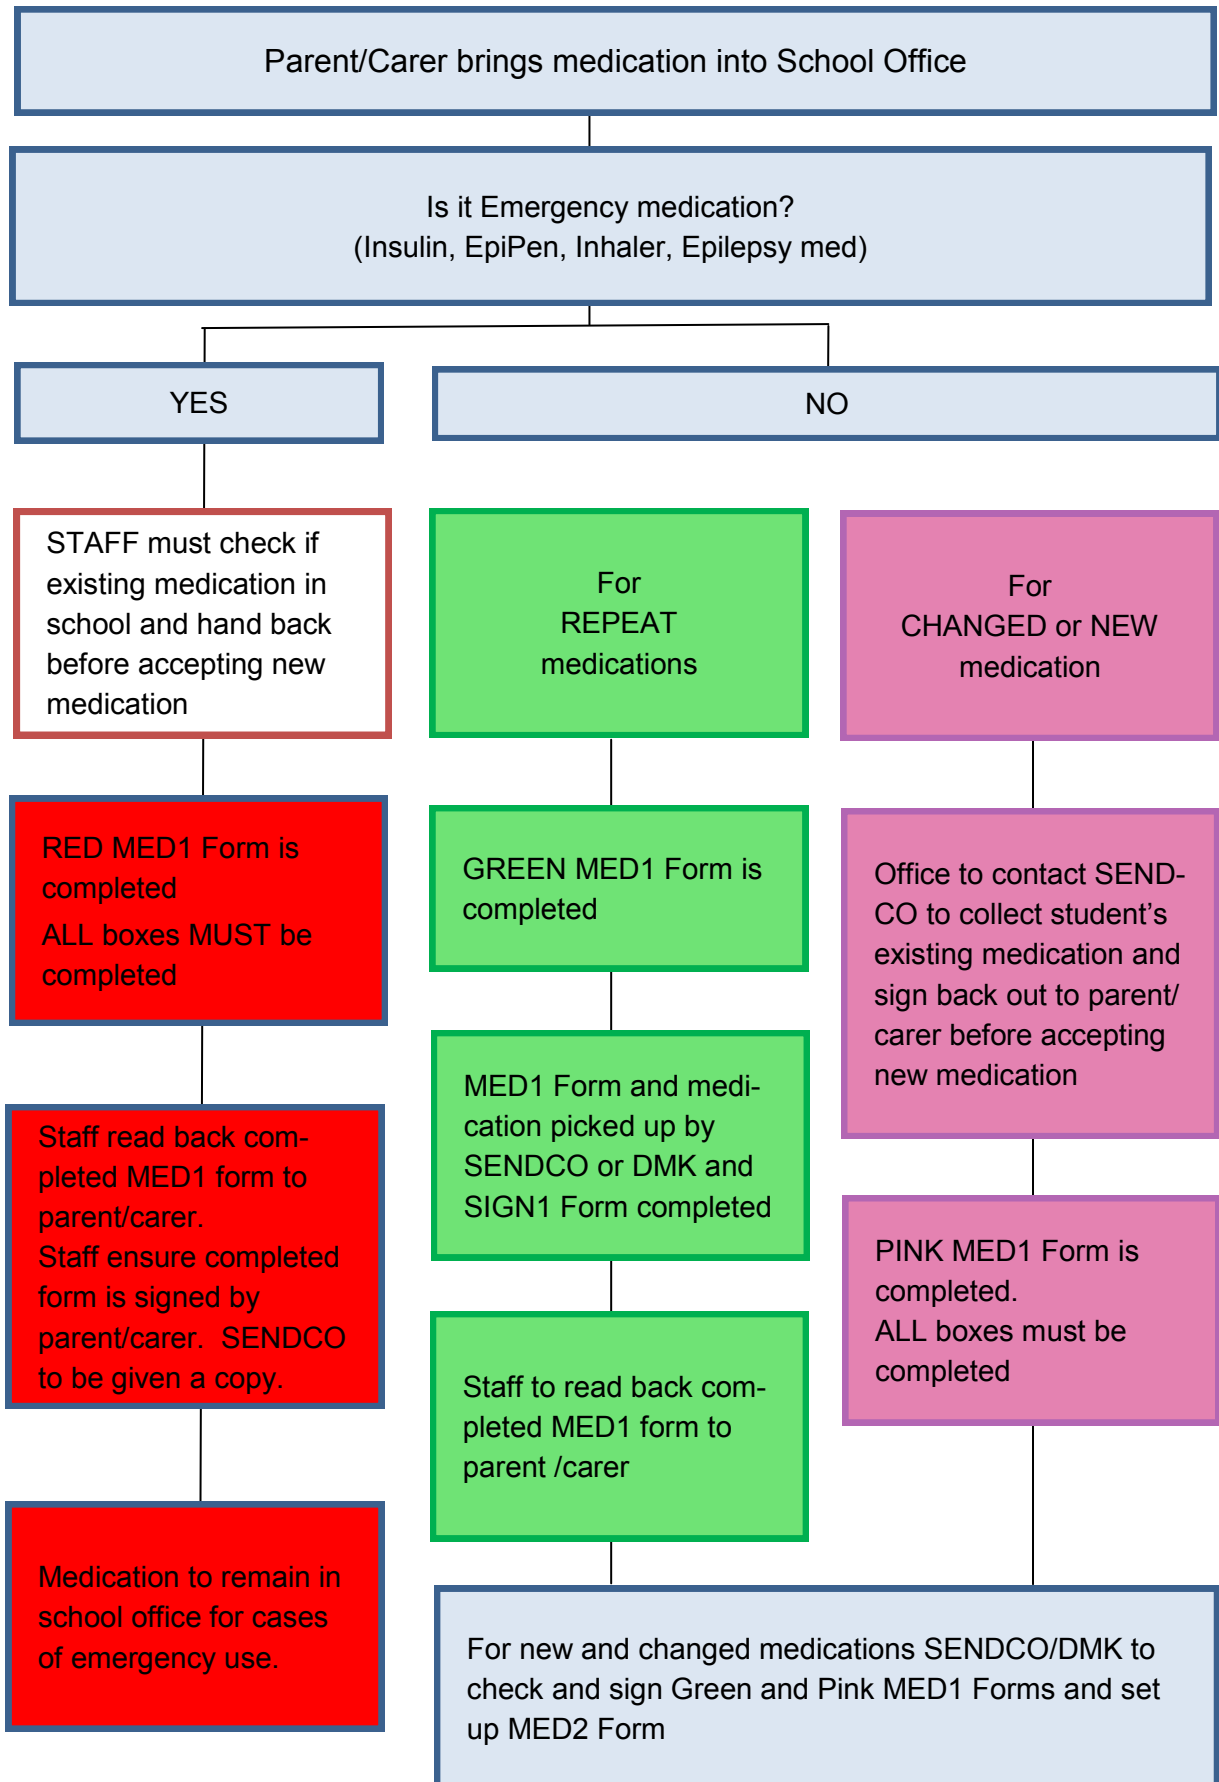 Parent/Carer brings medication into School Office
Is it Emergency medication?
(Insulin, EpiPen, Inhaler, Epilepsy med)
YES
NO
STAFF must check if
existing medication in
school and hand back
before accepting new
medication
RED MED1 Form is
completed
ALL boxes MUST be
completed
Staff read back com-
pleted MED1 form to
parent/carer.
Staff ensure completed
form is signed by
parent/carer.  SENDCO
to be given a copy.
Medication to remain in
school office for cases
of emergency use.
For
REPEAT
medications
GREEN MED1 Form is
completed
MED1 Form and medi-
cation picked up by
SENDCO or DMK and
SIGN1 Form completed
Staff to read back com-
pleted MED1 form to
parent /carer
For
CHANGED or NEW
medication
Office to contact SEND-
CO to collect student’s
existing medication and
sign back out to parent/
carer before accepting
new medication
PINK MED1 Form is
completed.
ALL boxes must be
completed
For new and changed medications SENDCO/DMK to
check and sign Green and Pink MED1 Forms and set
up MED2 Form